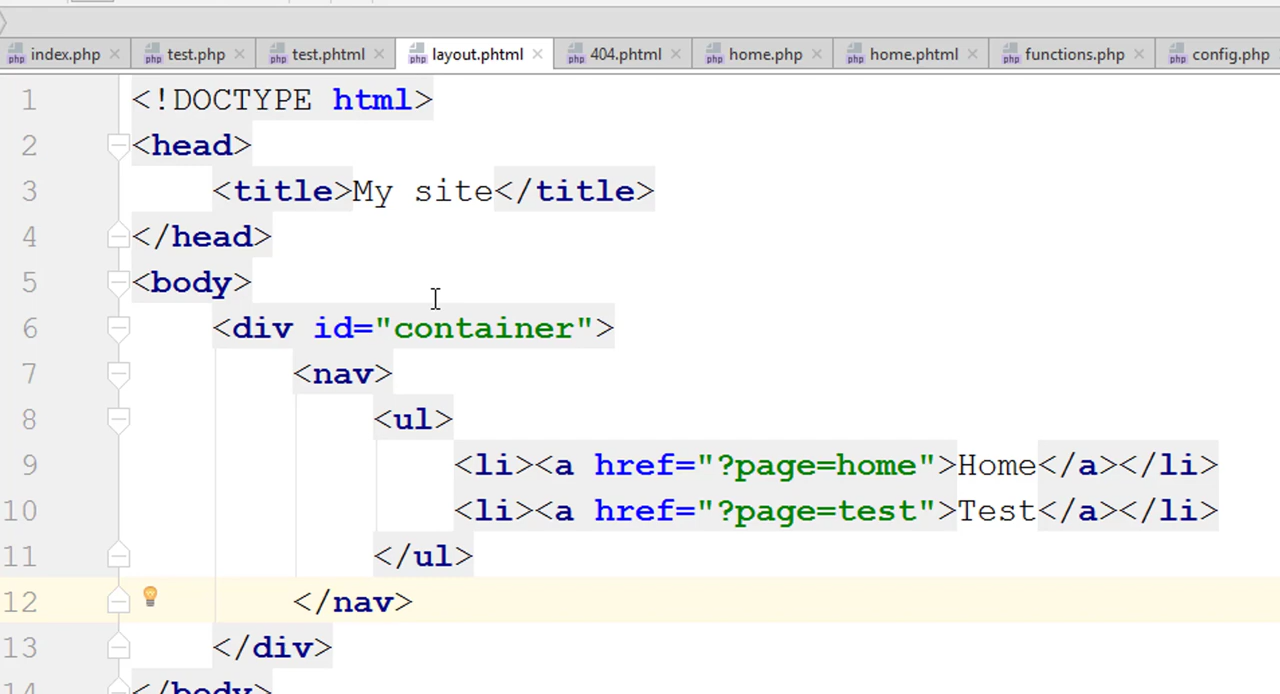 index.php test.php test.phtml layout.phtml 404.phtml home.php home.phtml functions.php config.php
1 <!DOCTYPE html>
2 <head>
3 <title>My site</title>
4 </head>
5 <body>
6 <div id="container">
7 <nav>
8 <ul>
9 <li><a href="?page=home">Home</a></li>
10 <li><a href="?page=test">Test</a></li>
11 </ul>
12 </nav>
13 </div>
14 </body>